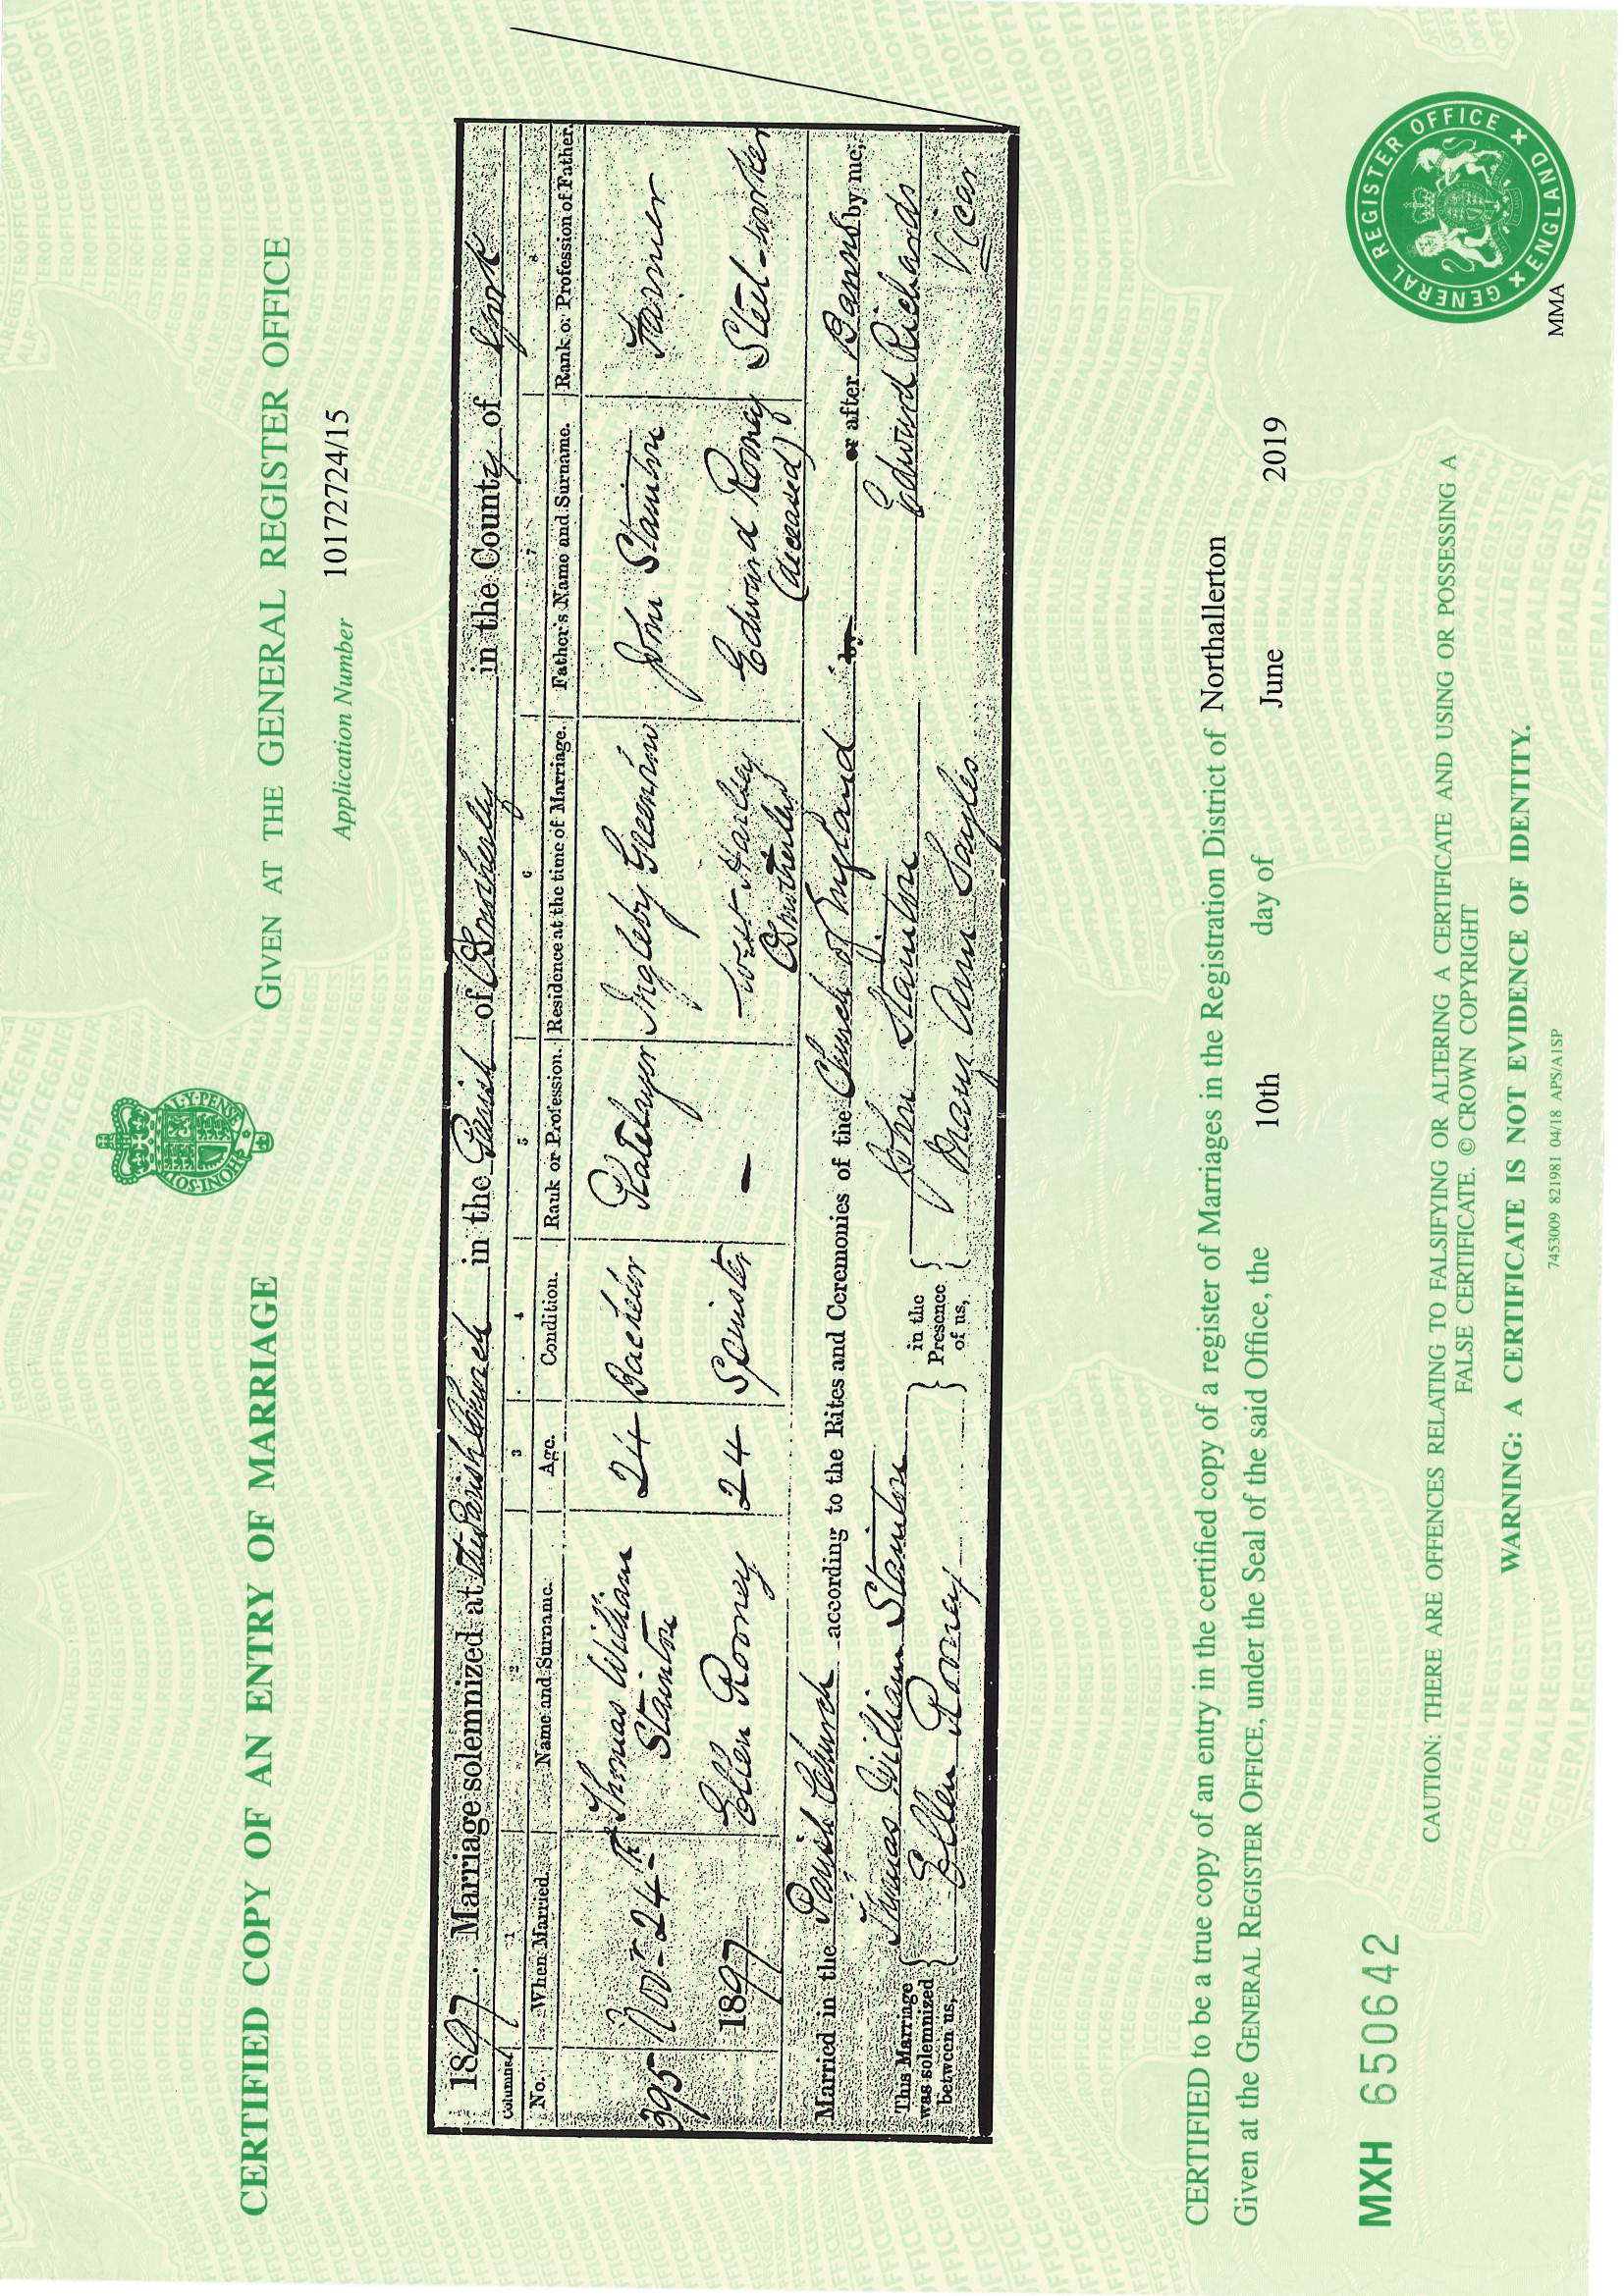 CERTIFIED COPY OF AN ENTRY OF MARRIAGE
GIVEN AT THE GENERAL REGISTER OFFICE
Application Number 10172724/15
1897. Marriage solemnized at the Parish Church in the Parish of Osmotherley in the County of York
Columns 1 2 3 4 5 6 7 8
No. When Married. Name and Surname. Age. Condition. Rank or Profession. Residence at the time of Marriage. Father's Name and Surname. Rank or Profession of Father.
395 Novr 24th Thomas William Stainton 24 Bachelor Platelayer Ingleby Greenhow John Stainton Farmer
1897 Ellen Rooney 24 Spinster — West Harlsey Osmotherley Edward Rooney (deceased) Steel-worker
Married in the Parish Church according to the Rites and Ceremonies of the Church of England by or after Banns by me,
This Marriage was solemnized between us, Thomas William Stainton in the Presence of us, John Stainton Edward Richards
Ellen Rooney Mary Ann Sayles Vicar
CERTIFIED to be a true copy of an entry in the certified copy of a register of Marriages in the Registration District of Northallerton
Given at the GENERAL REGISTER OFFICE, under the Seal of the said Office, the 10th day of June 2019
MXH 650642
CAUTION: THERE ARE OFFENCES RELATING TO FALSIFYING OR ALTERING A CERTIFICATE AND USING OR POSSESSING A
FALSE CERTIFICATE. © CROWN COPYRIGHT
WARNING: A CERTIFICATE IS NOT EVIDENCE OF IDENTITY.
7453009 821981 04/18 APS/A1SP
MMA
GENERAL REGISTER OFFICE
ENGLAND